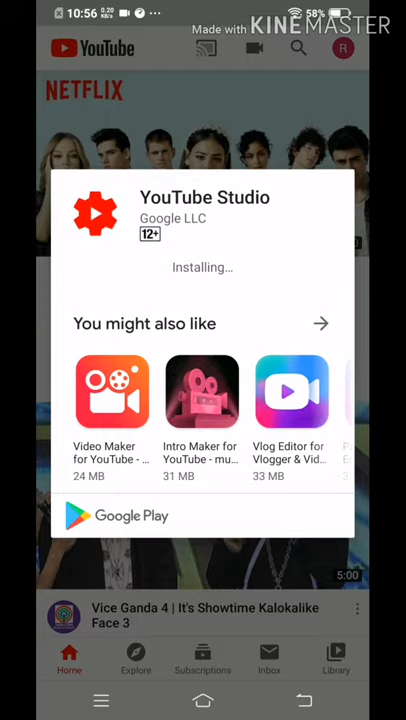 10:56 0.20 KB/s 58%
Made with KINEMASTER
YouTube R
NETFLIX
YouTube Studio
Google LLC
12+
Installing...
You might also like
Video Maker
for YouTube - ...
24 MB
Intro Maker for
YouTube - mu...
31 MB
Vlog Editor for
Vlogger & Vid...
33 MB
Google Play
5:00
Vice Ganda 4 | It's Showtime Kalokalike
Face 3
Home
Explore
Subscriptions
Inbox
Library